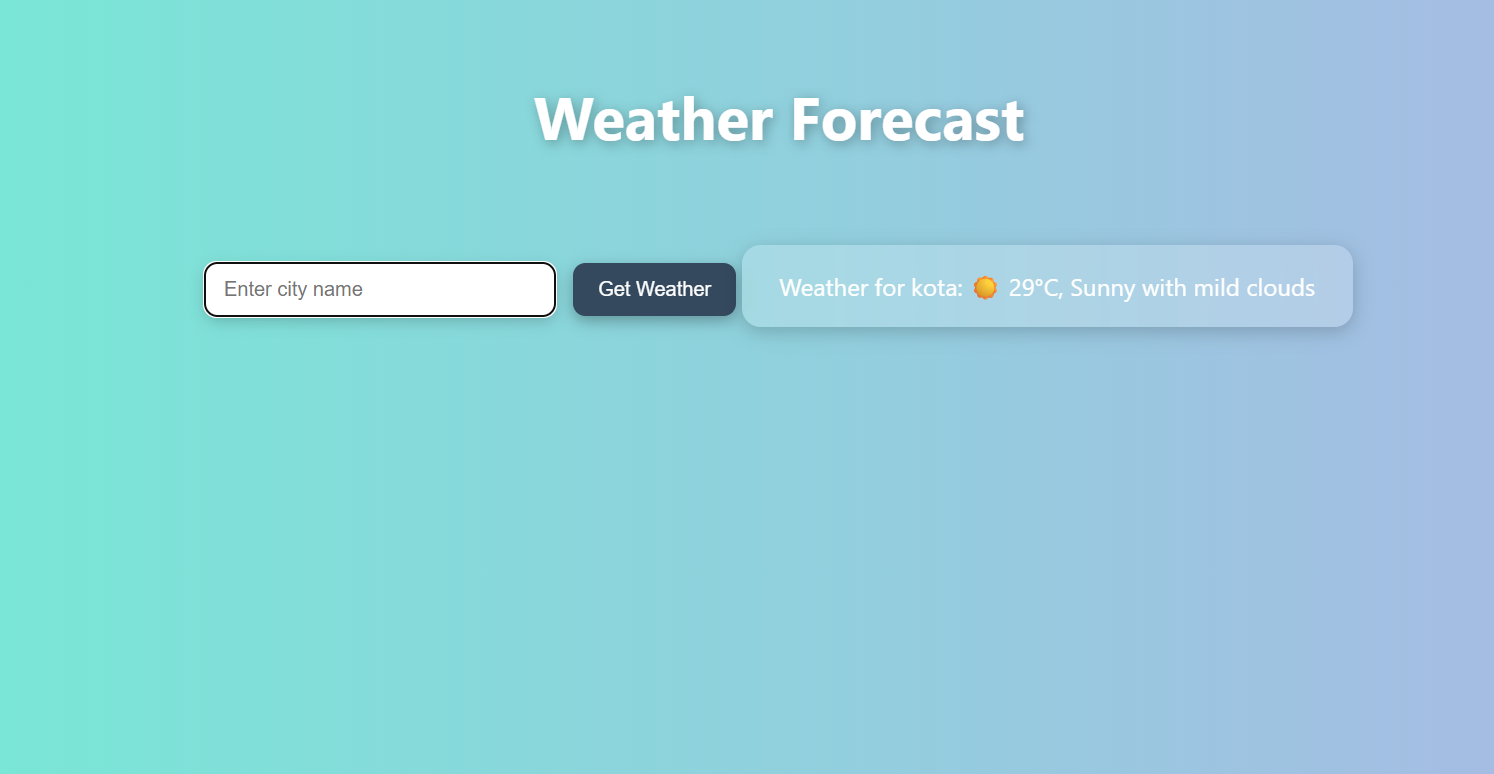 Weather Forecast
Enter city name
Get Weather
Weather for kota: ☀️ 29°C, Sunny with mild clouds